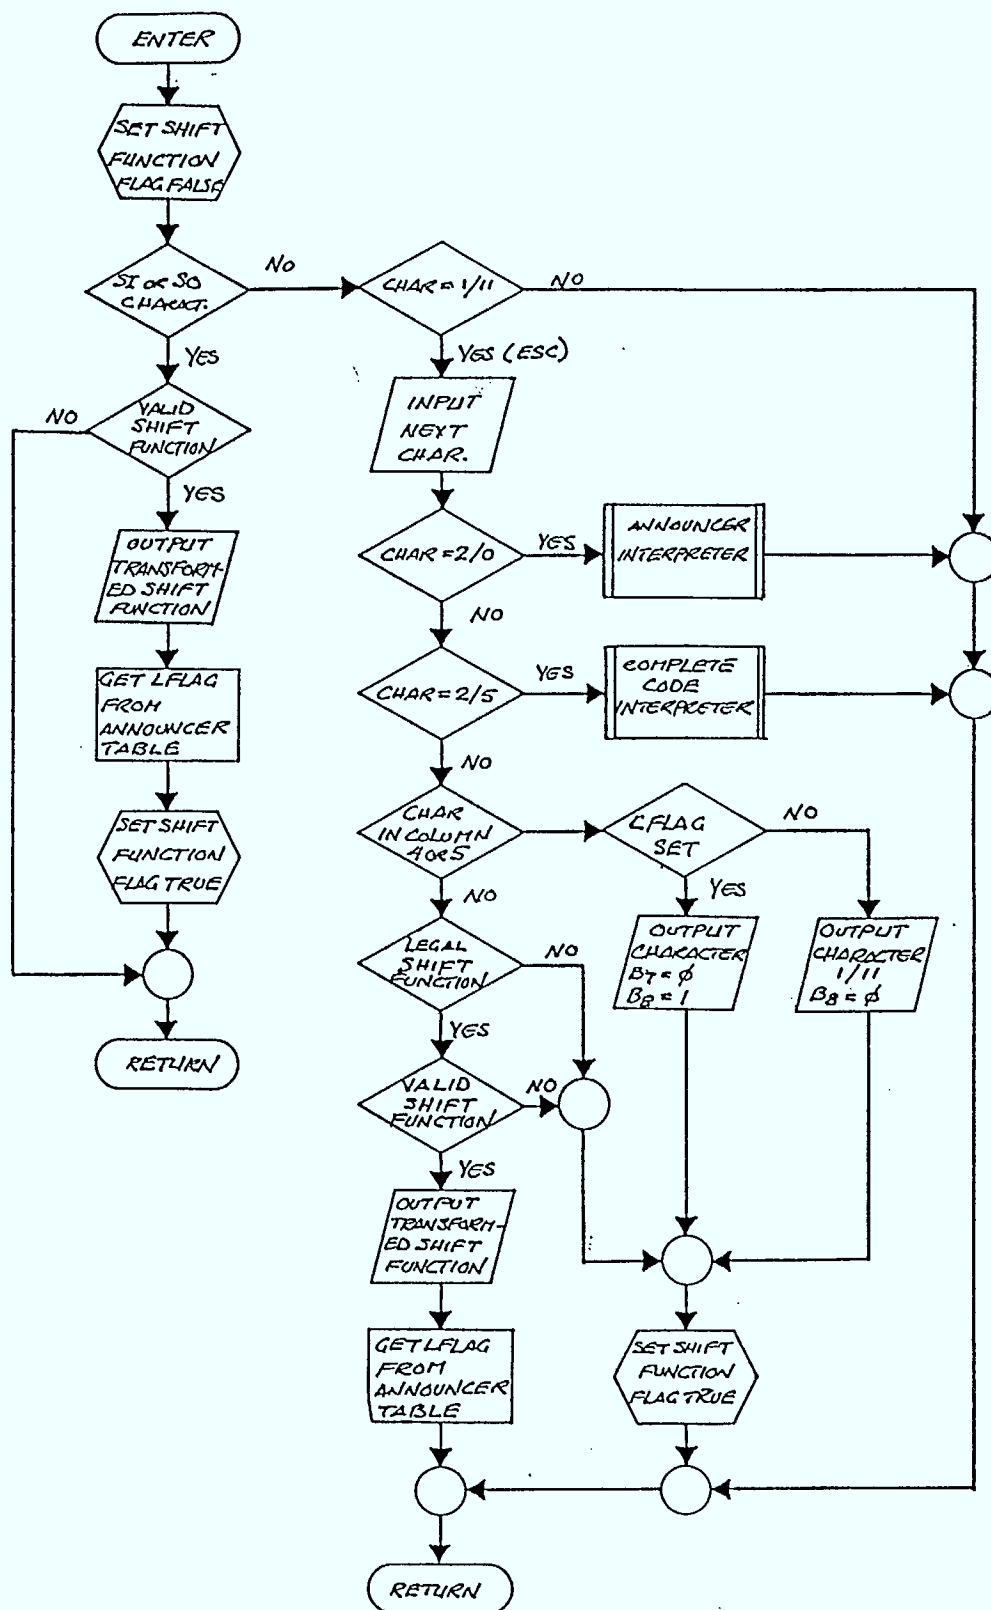 ENTER
SET SHIFT
FUNCTION
FLAG FALSE
SI OR SO
CHARACT.
NO
YES
VALID
SHIFT
FUNCTION
NO
YES
OUTPUT
TRANSFORM-
ED SHIFT
FUNCTION
GET LFLAG
FROM
ANNOUNCER
TABLE
SET SHIFT
FUNCTION
FLAG TRUE
RETURN
CHAR = 1/11
NO
YES (ESC)
INPUT
NEXT
CHAR.
CHAR = 2/0
YES
ANNOUNCER
INTERPRETER
NO
CHAR = 2/5
YES
COMPLETE
CODE
INTERPRETER
NO
CHAR
IN COLUMN
4 OR 5
CFLAG
SET
NO
YES
NO
OUTPUT
CHARACTER
B7 = ϕ
B8 = 1
OUTPUT
CHARACTER
1/11
B8 = ϕ
LEGAL
SHIFT
FUNCTION
NO
YES
VALID
SHIFT
FUNCTION
NO
YES
OUTPUT
TRANSFORM-
ED SHIFT
FUNCTION
GET LFLAG
FROM
ANNOUNCER
TABLE
SET SHIFT
FUNCTION
FLAG TRUE
RETURN